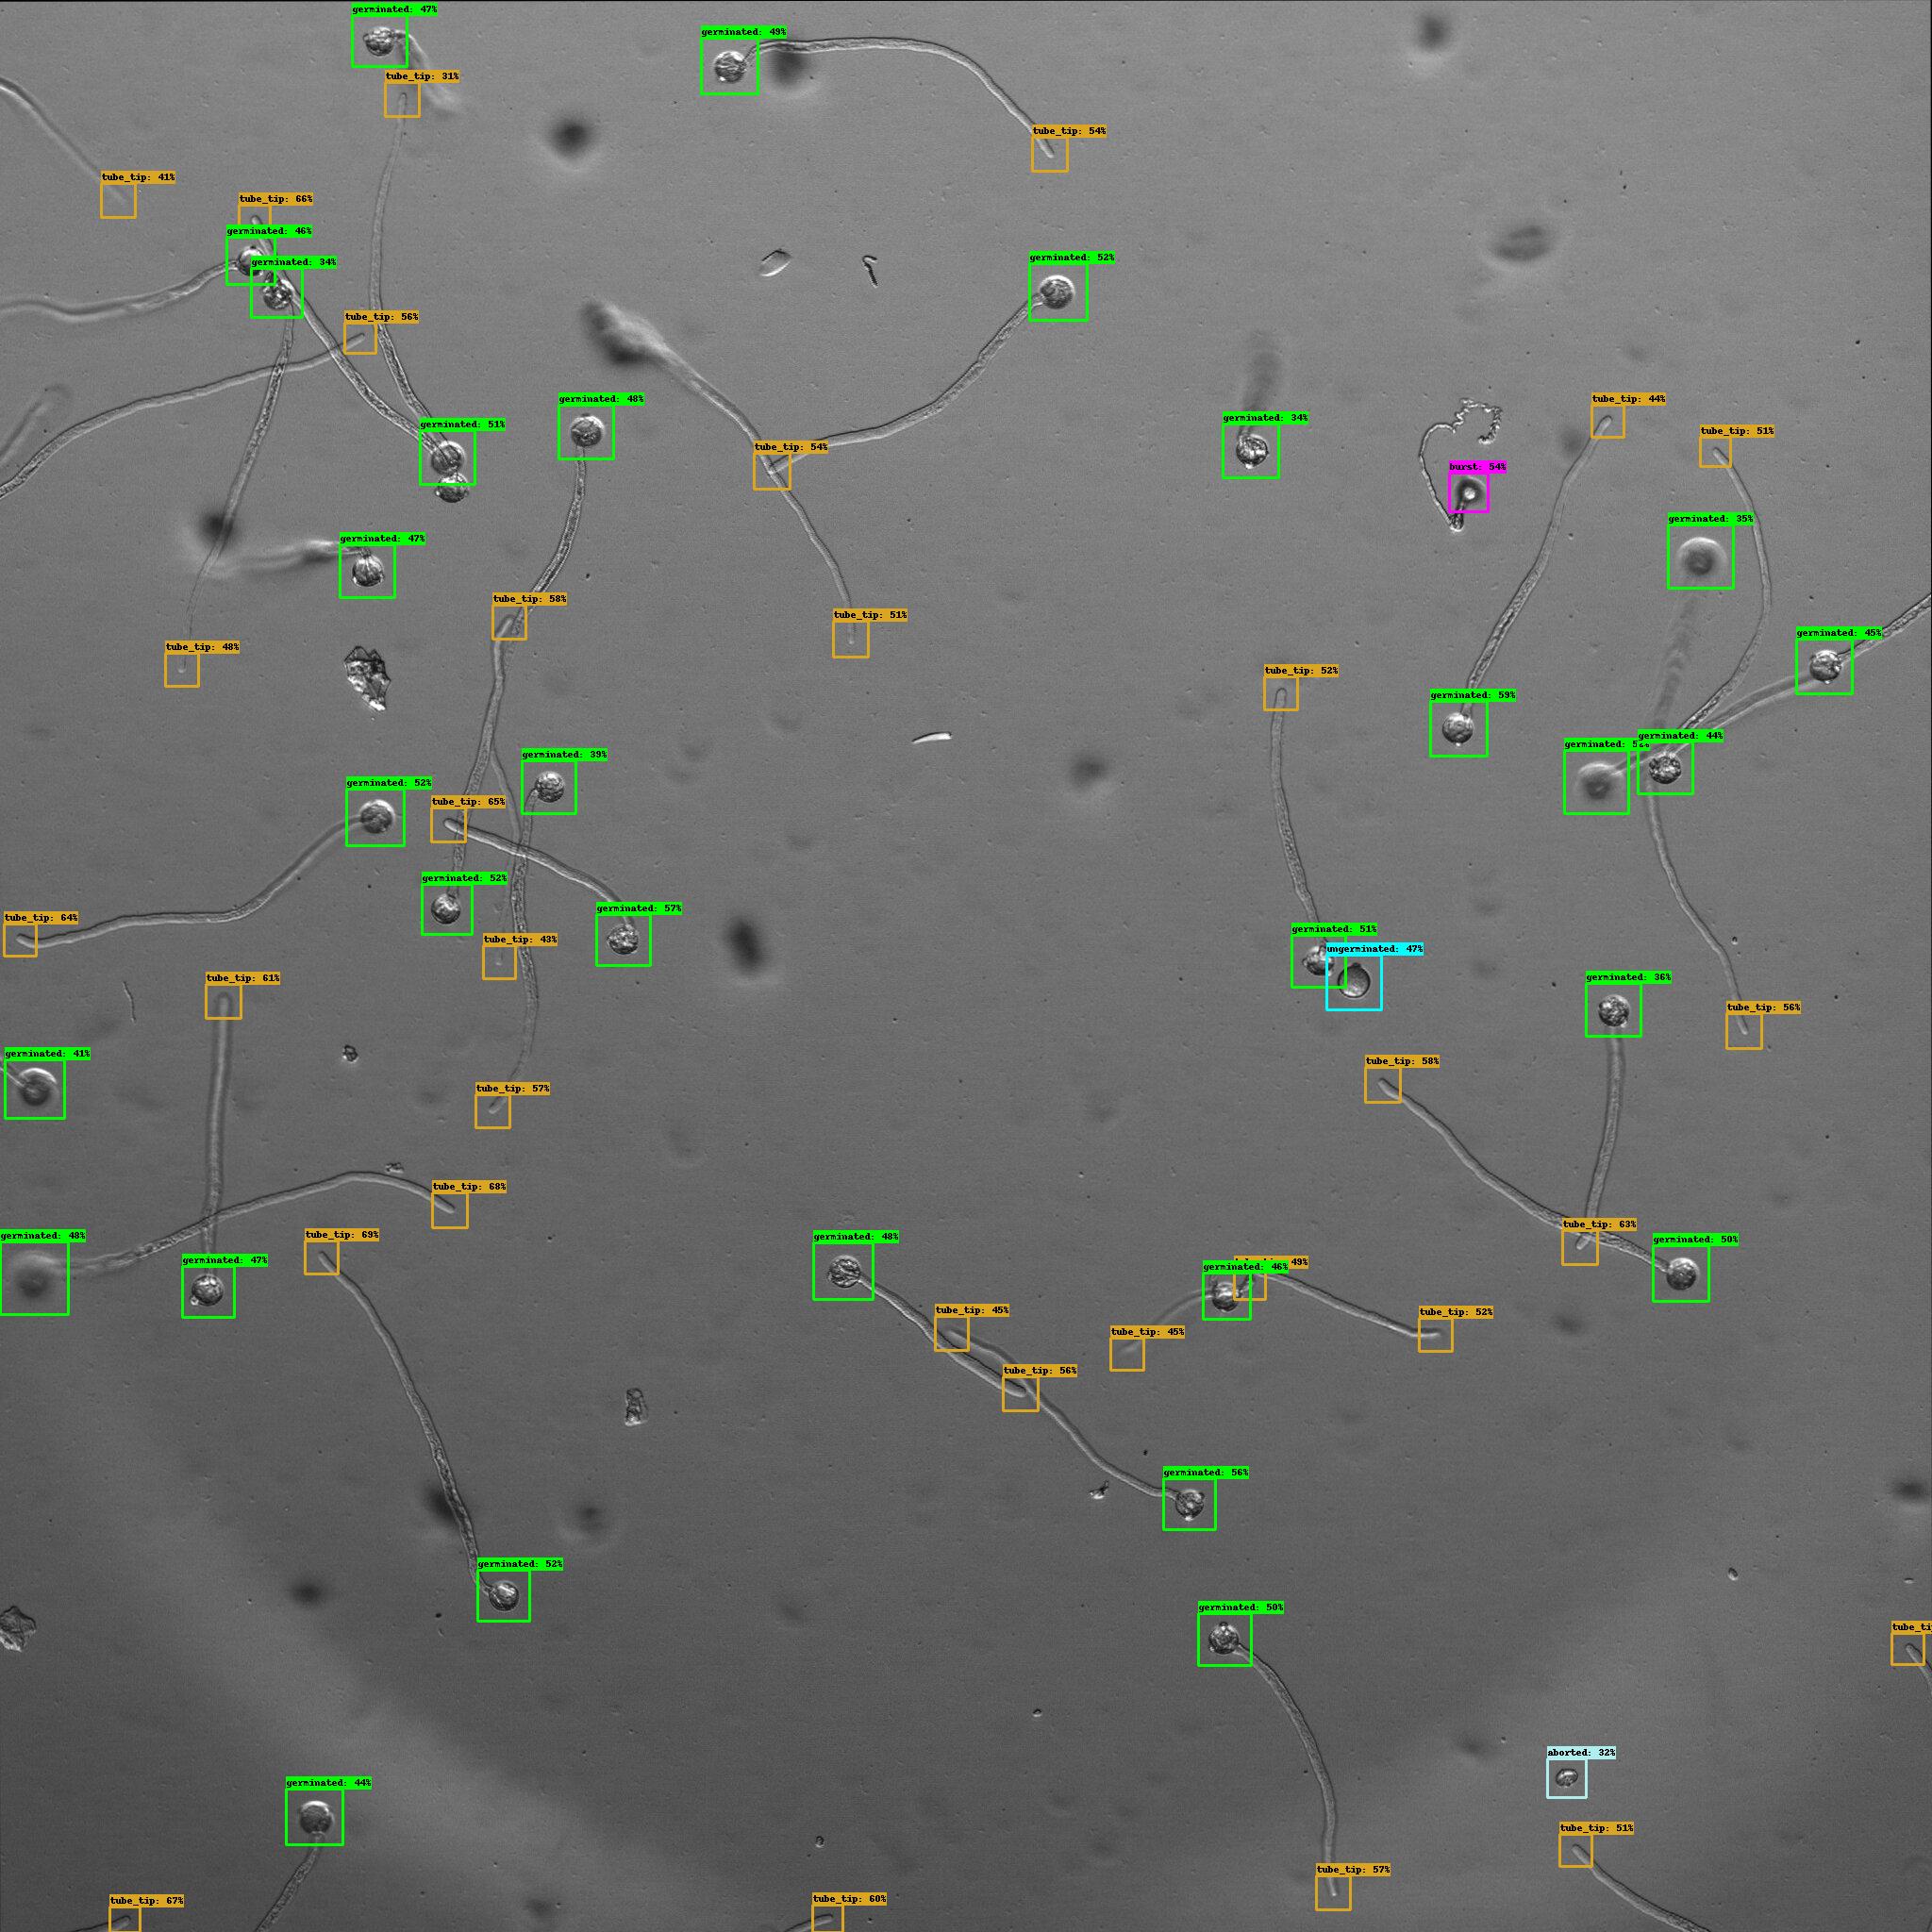 germinated: 47%
germinated: 49%
tube_tip: 31%
tube_tip: 54%
tube_tip: 41%
tube_tip: 66%
germinated: 46%
germinated: 34%
germinated: 52%
tube_tip: 56%
germinated: 48%
tube_tip: 44%
germinated: 34%
germinated: 51%
tube_tip: 51%
tube_tip: 54%
burst: 54%
germinated: 35%
germinated: 47%
tube_tip: 58%
tube_tip: 51%
germinated: 45%
tube_tip: 48%
tube_tip: 52%
germinated: 59%
germinated: 44%
germinated:
germinated: 39%
germinated: 52%
tube_tip: 65%
germinated: 52%
germinated: 57%
tube_tip: 64%
germinated: 51%
tube_tip: 43%
ungerminated: 47%
tube_tip: 61%
germinated: 36%
tube_tip: 56%
germinated: 41%
tube_tip: 58%
tube_tip: 57%
tube_tip: 68%
tube_tip: 63%
germinated: 48%
tube_tip: 69%
germinated: 48%
germinated: 50%
germinated: 47%
49%
germinated: 46%
tube_tip: 45%
tube_tip: 52%
tube_tip: 45%
tube_tip: 56%
germinated: 56%
germinated: 52%
germinated: 50%
tube_ti
aborted: 32%
germinated: 44%
tube_tip: 51%
tube_tip: 57%
tube_tip: 67%
tube_tip: 60%